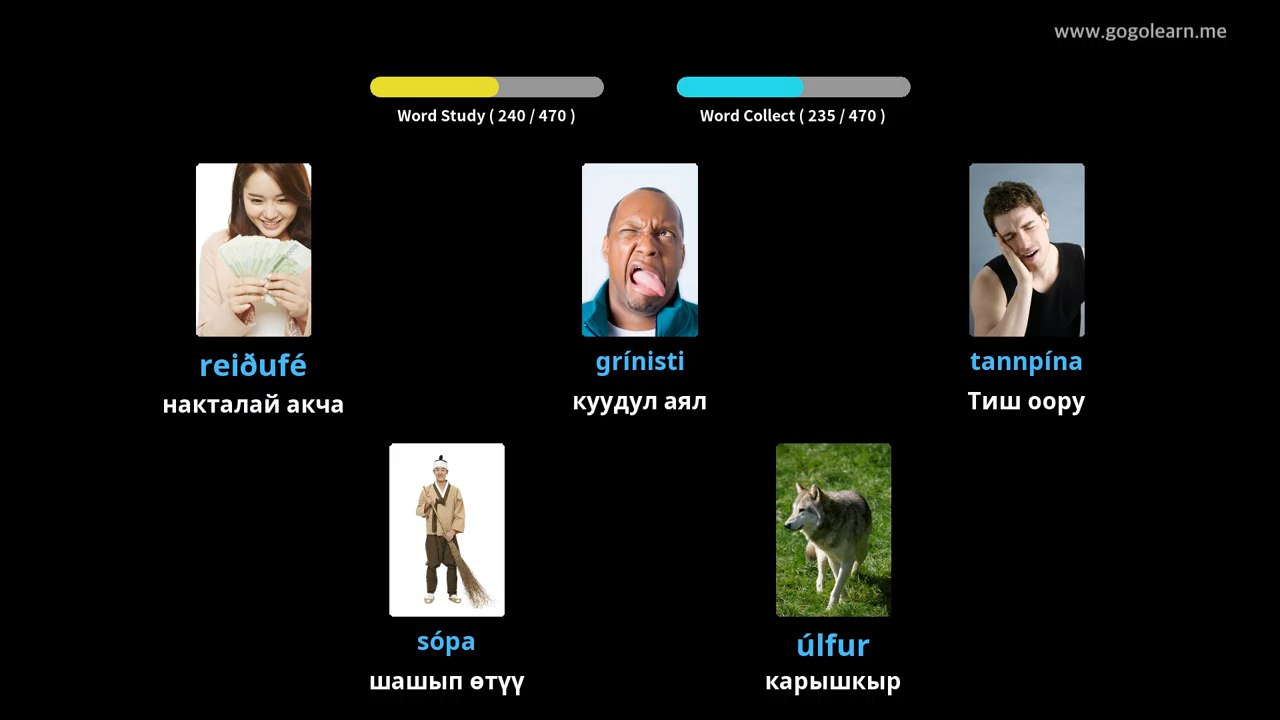 www.gogolearn.me
Word Study ( 240 / 470 )
Word Collect ( 235 / 470 )
reiðufé
grínisti
tannpína
накталай акча
куудул аял
Тиш оору
sópa
úlfur
шашып өтүү
карышкыр